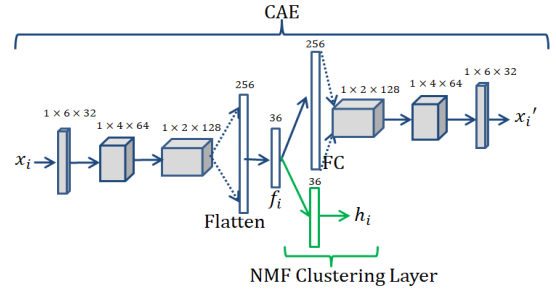 CAE
256
1 × 6 × 32
1 × 4 × 64
1 × 2 × 128
256
36
1 × 2 × 128
1 × 4 × 64
1 × 6 × 32
x_i
x_i′
Flatten
f_i
FC
36
h_i
NMF Clustering Layer